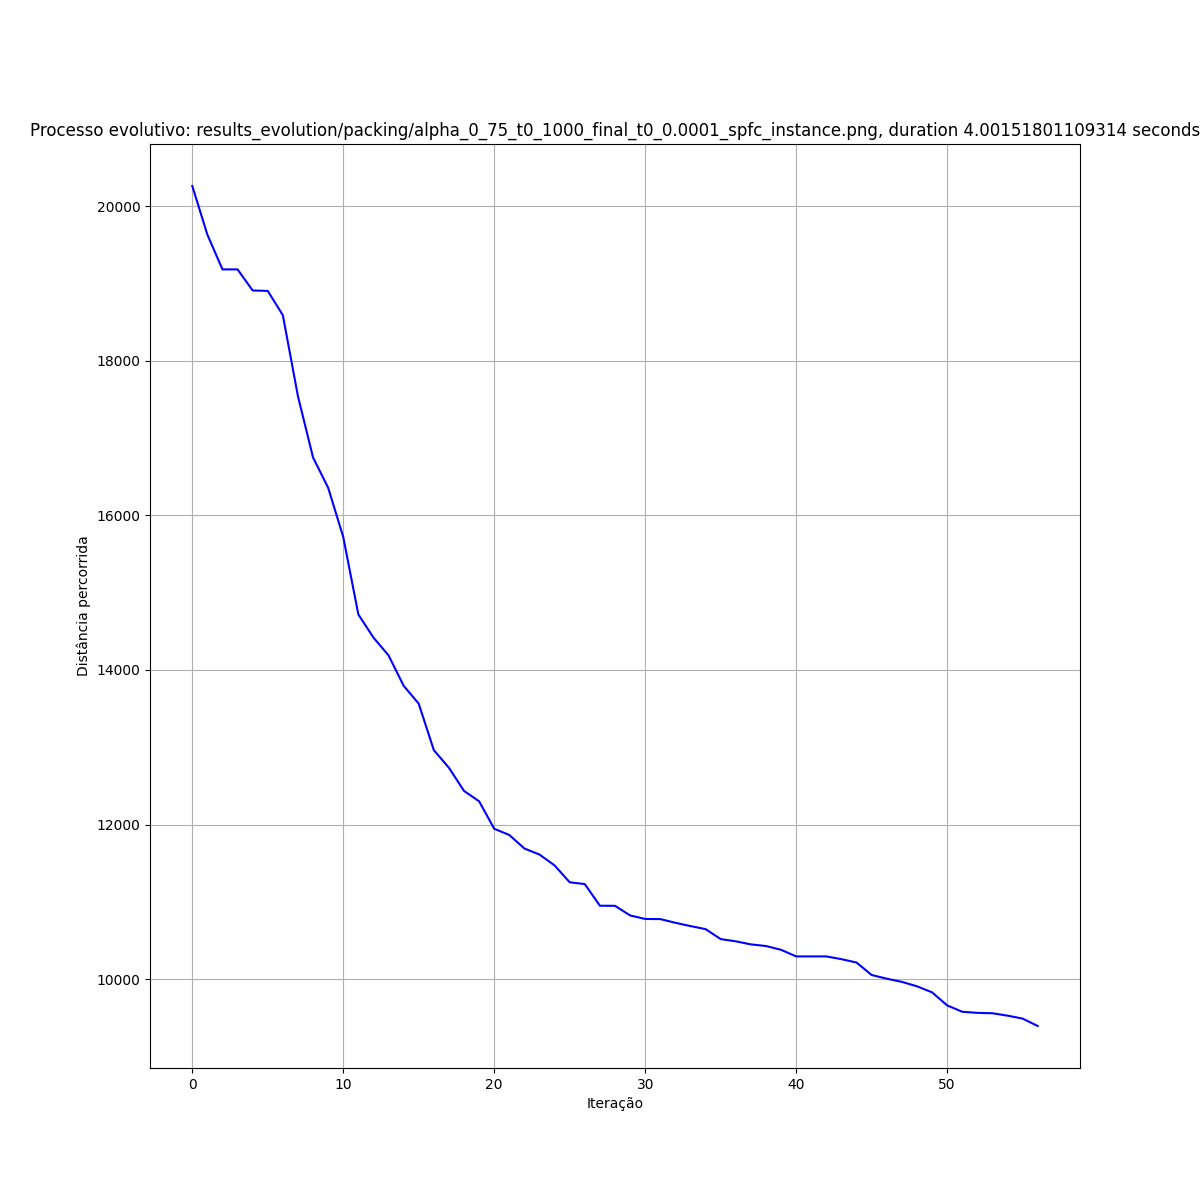 Processo evolutivo: results_evolution/packing/alpha_0_75_t0_1000_final_t0_0.0001_spfc_instance.png, duration 4.00151801109314 seconds
20000
18000
16000
14000
12000
10000
Distância percorrida
0 10 20 30 40 50
Iteração